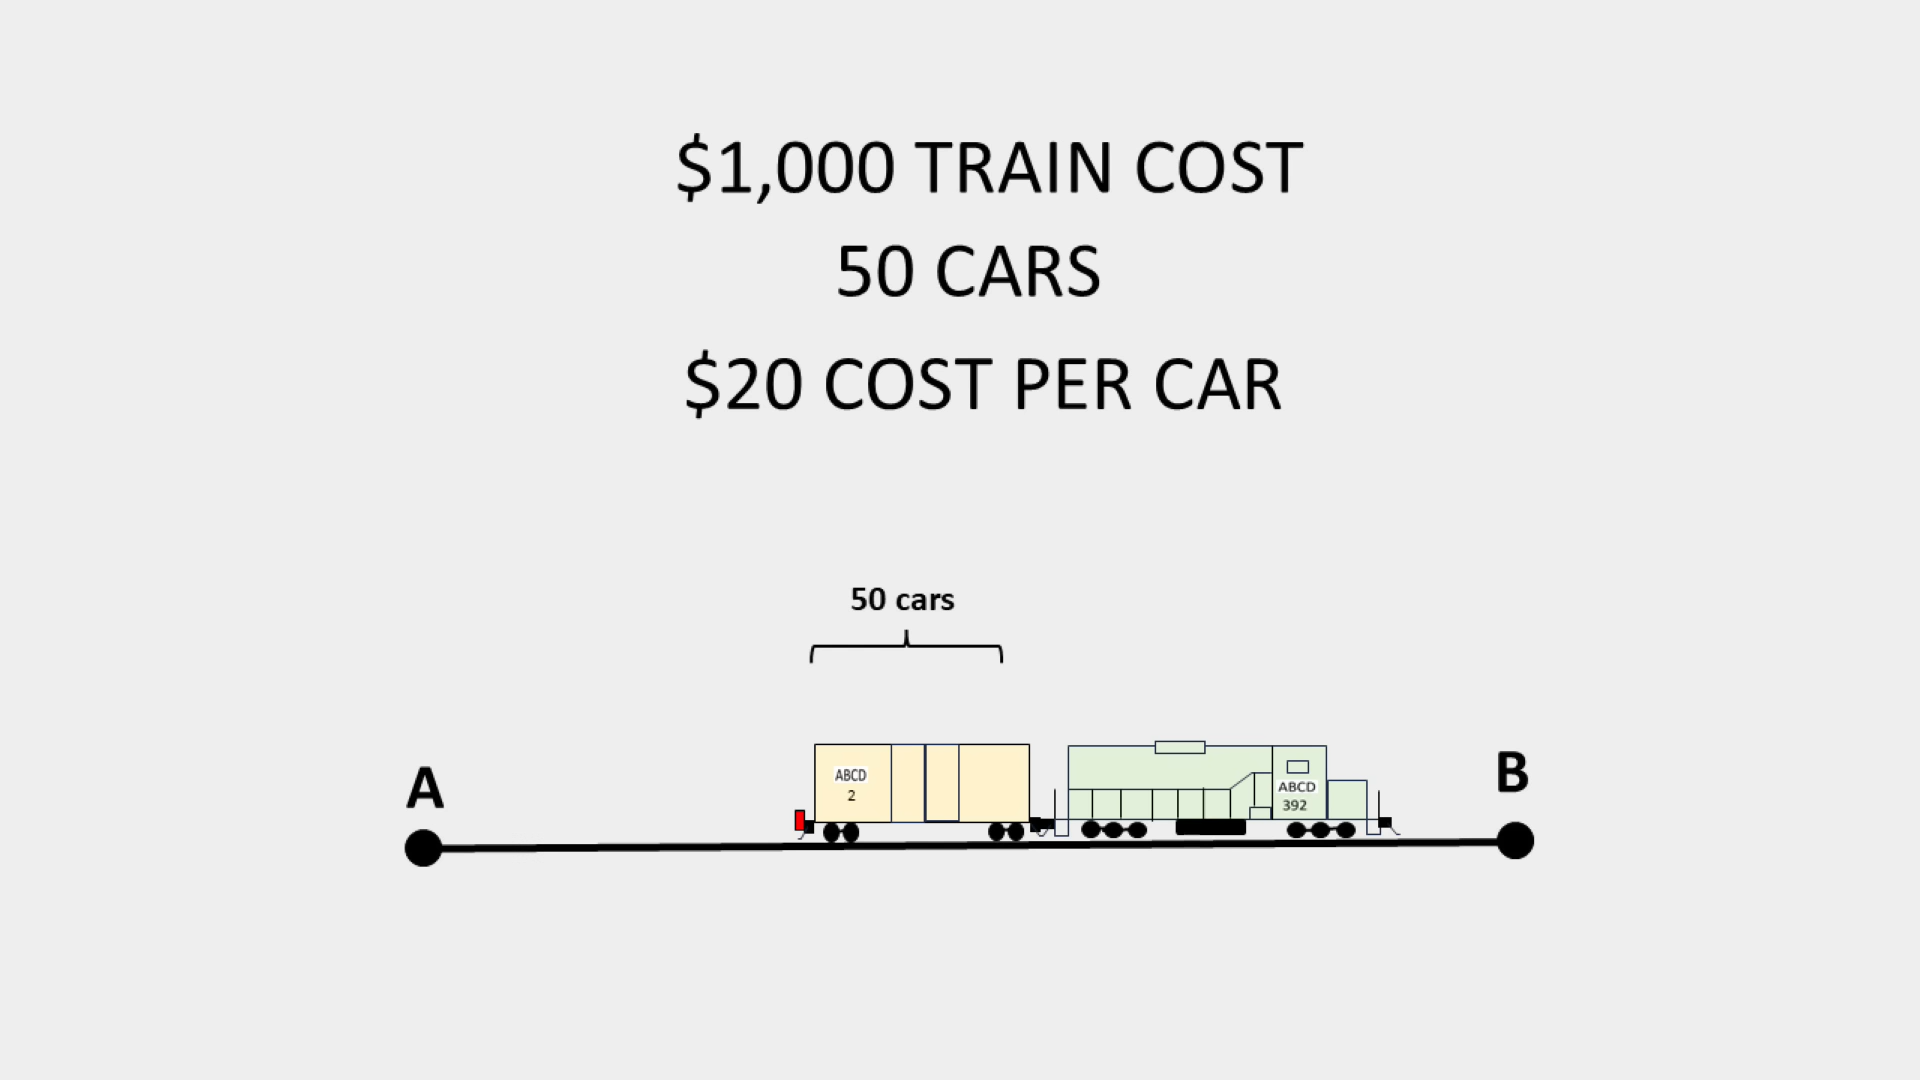 $1,000 TRAIN COST
50 CARS
$20 COST PER CAR
50 cars
A
B
ABCD
2
ABCD
392